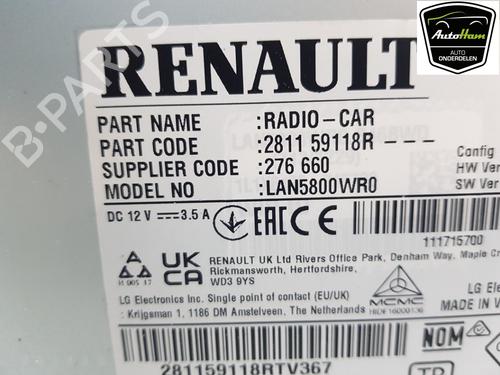 AutoHam
AUTO
ONDERDELEN
RENAULT
B-PARTS
PART NAME :RADIO-CAR
PART CODE :2811 59118R - - -
SUPPLIER CODE :276 660
MODEL NO :LAN5800WR0
Config
HW Ver
SW Ver
DC 12 V 3.5 A EAC CE
111715700
UK
CA
RENAULT UK Ltd Rivers Office Park, Denham Way, Maple Cr
Rickmansworth, Hertfordshire,
WD3 9YS
LG Ele
MADE IN V
LG Electronics Inc. Single point of contact (EU/UK)
: Krijgsman 1, 1186 DM Amstelveen, The Netherlands
MCMC
NOM
281159118RTV367